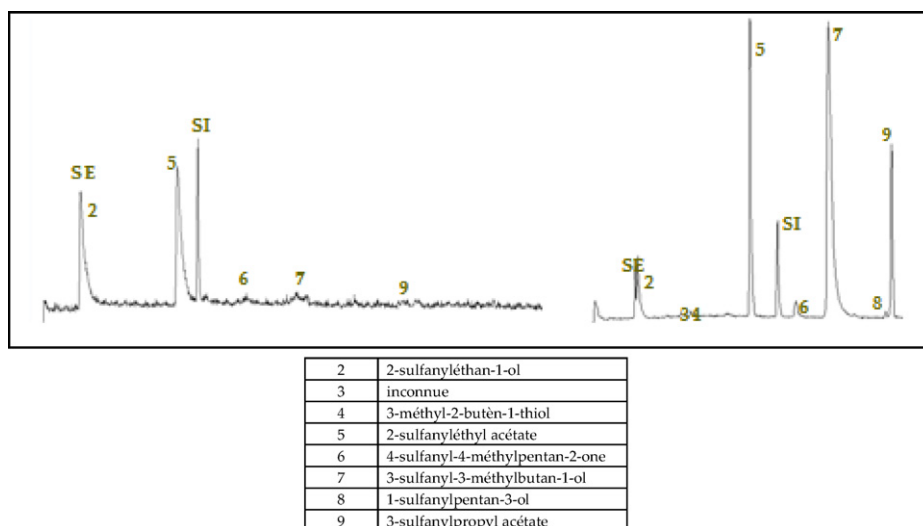 SE
2
5
SI
6
7
9
SE
2
34
5
SI
6
7
8
9
2 2-sulfanyléthan-1-ol
3 inconnue
4 3-méthyl-2-butèn-1-thiol
5 2-sulfanyléthyl acétate
6 4-sulfanyl-4-méthylpentan-2-one
7 3-sulfanyl-3-méthylbutan-1-ol
8 1-sulfanylpentan-3-ol
9 3-sulfanylpropyl acétate